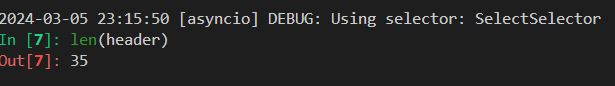 2024-03-05 23:15:50 [asyncio] DEBUG: Using selector: SelectSelector
In [7]: len(header)
Out[7]: 35